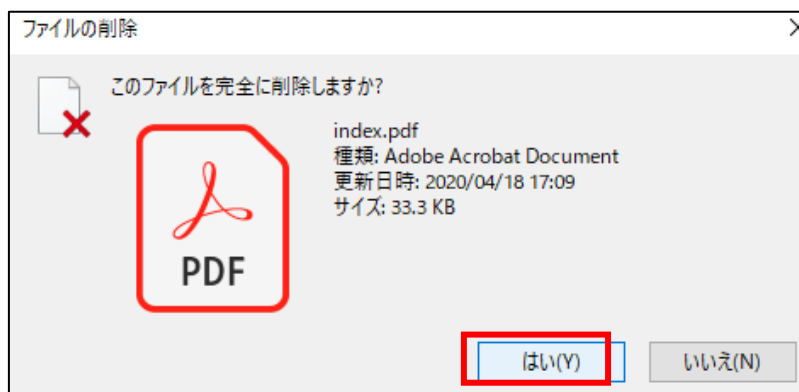 ファイルの削除
このファイルを完全に削除しますか?
index.pdf
種類: Adobe Acrobat Document
更新日時: 2020/04/18 17:09
サイズ: 33.3 KB
PDF
はい(Y)
いいえ(N)